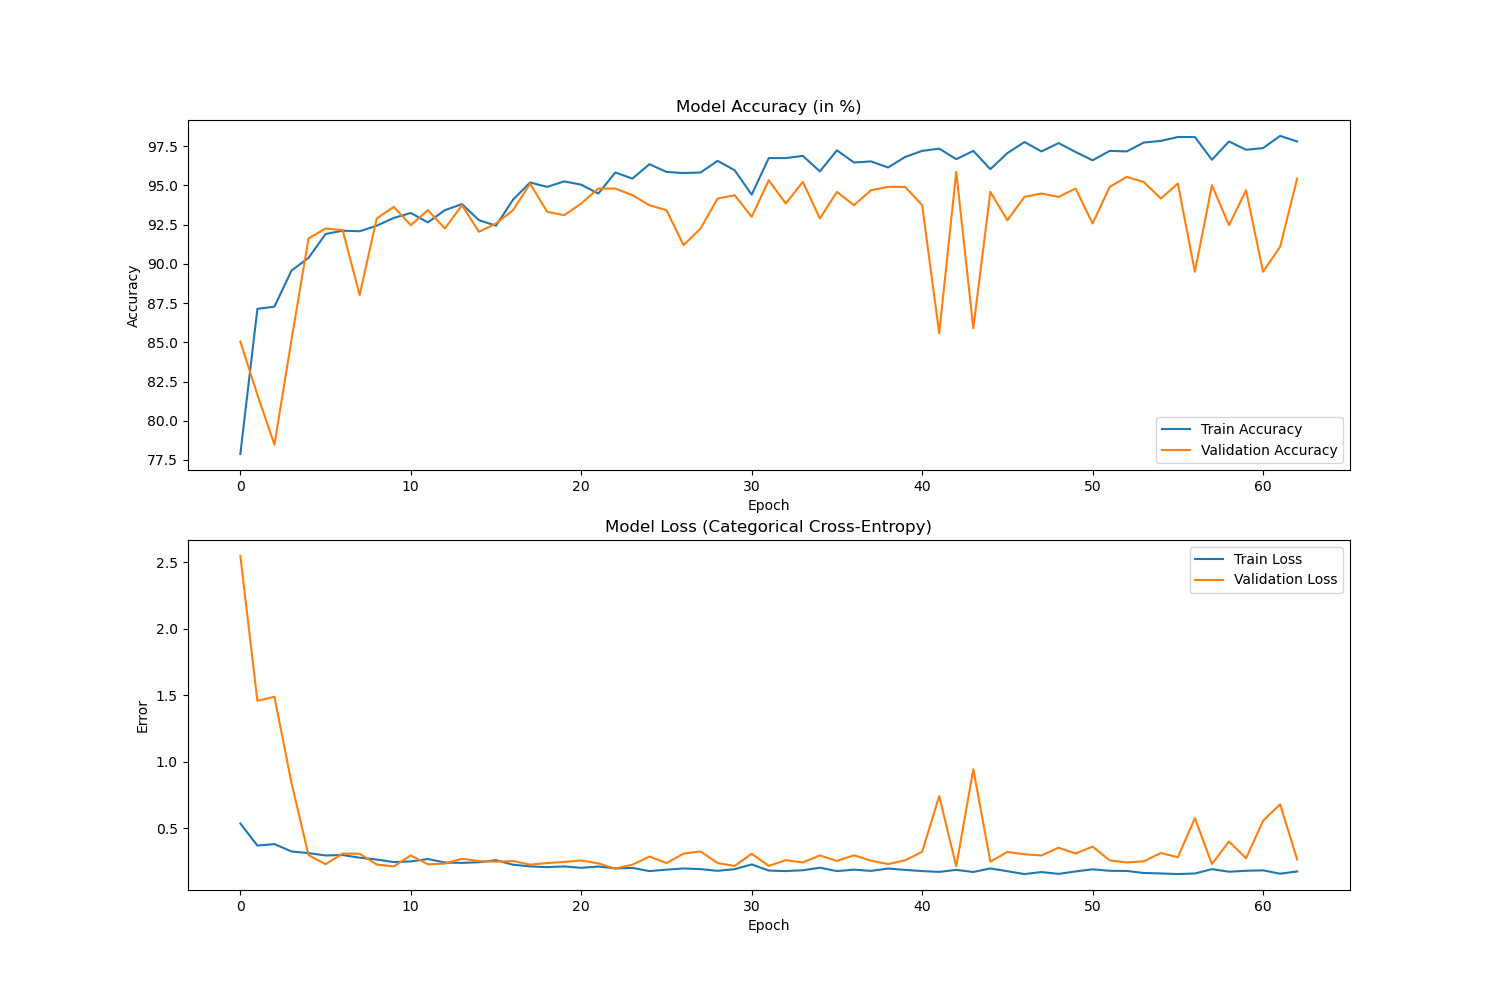 Model Accuracy (in %)
97.5
95.0
92.5
90.0
87.5
85.0
82.5
80.0
77.5
Accuracy
Train Accuracy
Validation Accuracy
0 10 20 30 40 50 60
Epoch
Model Loss (Categorical Cross-Entropy)
2.5
2.0
1.5
1.0
0.5
Error
Train Loss
Validation Loss
0 10 20 30 40 50 60
Epoch